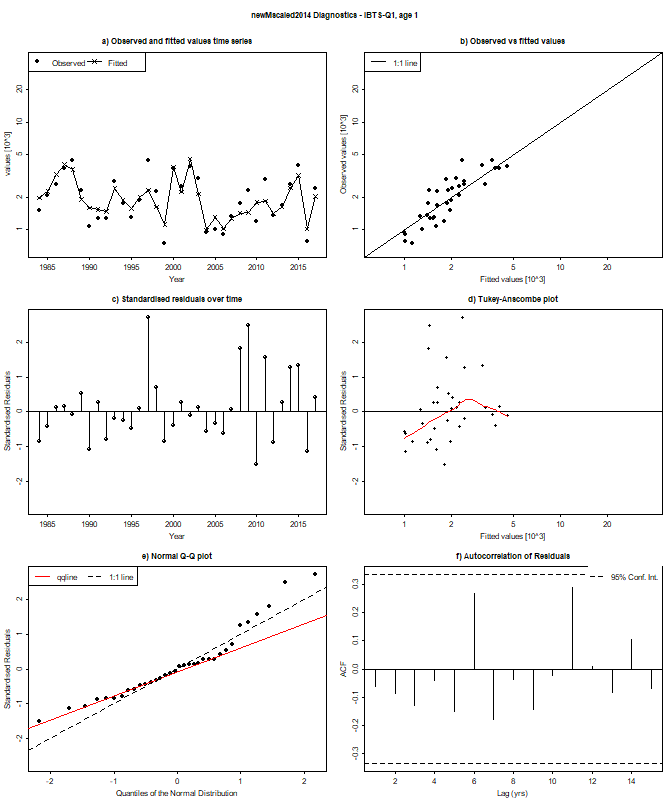 newMscaled2014 Diagnostics - IBTS-Q1, age 1
a) Observed and fitted values time series
Observed
Fitted
values [10^3]
20
10
5
2
1
1985
1990
1995
2000
2005
2010
2015
Year
b) Observed vs fitted values
1:1 line
Observed values [10^3]
20
10
5
2
1
1
2
5
10
20
Fitted values [10^3]
c) Standardised residuals over time
Standardised Residuals
2
1
0
-1
-2
1985
1990
1995
2000
2005
2010
2015
Year
d) Tukey-Anscombe plot
Standardised Residuals
2
1
0
-1
-2
1
2
5
10
20
Fitted values [10^3]
e) Normal Q-Q plot
qqline
1:1 line
Standardised Residuals
2
1
0
-1
-2
-2
-1
0
1
2
Quantiles of the Normal Distribution
f) Autocorrelation of Residuals
95% Conf. Int.
ACF
0.3
0.2
0.1
0.0
-0.1
-0.2
-0.3
2
4
6
8
10
12
14
Lag (yrs)